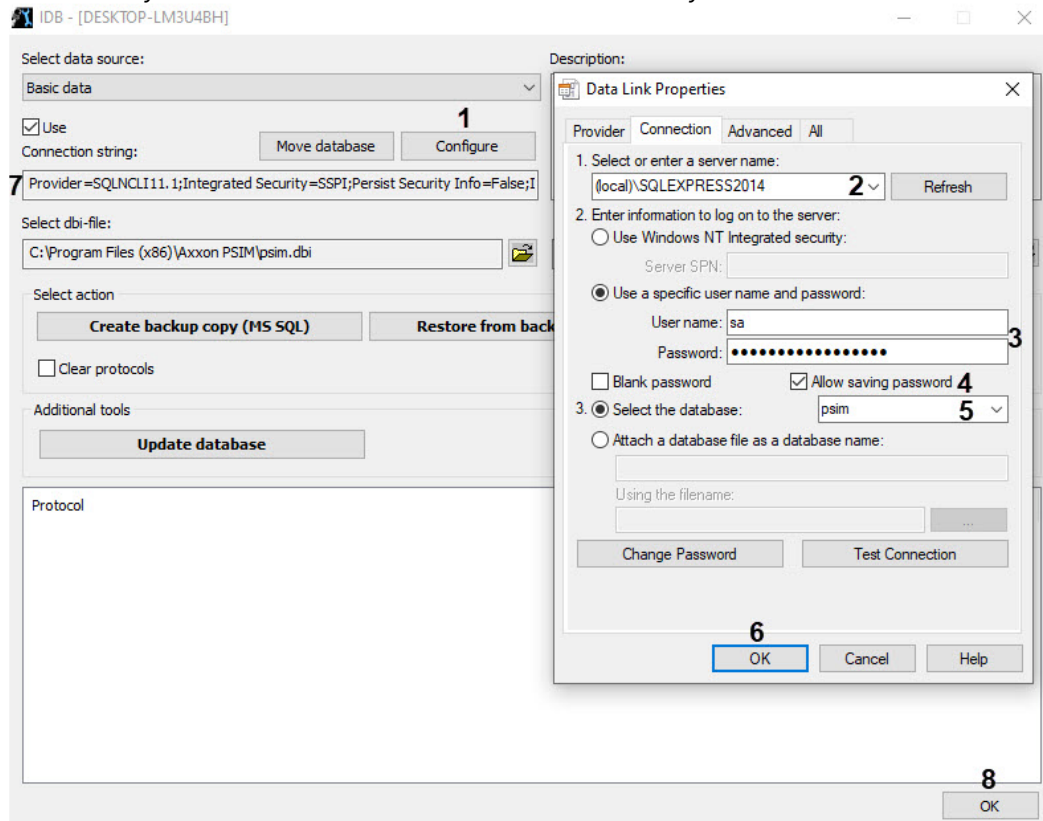 IDB - [DESKTOP-LM3U4BH]
Select data source:
Description:
Basic data
Use
1
Connection string:
Move database
Configure
7
Provider=SQLNCLI11.1;Integrated Security=SSPI;Persist Security Info=False;I
Select dbi-file:
C:\Program Files (x86)\Axxon PSIM\psim.dbi
Select action
Create backup copy (MS SQL)
Restore from back
Clear protocols
Additional tools
Update database
Protocol
Data Link Properties
Provider Connection Advanced All
1. Select or enter a server name:
(local)\SQLEXPRESS2014 2 Refresh
2. Enter information to log on to the server:
Use Windows NT Integrated security:
Server SPN:
Use a specific user name and password:
User name: sa
3
Password: •••••••••••••••••
Blank password Allow saving password 4
3. Select the database: psim 5
Attach a database file as a database name:
Using the filename:
...
Change Password Test Connection
6
OK Cancel Help
8
OK